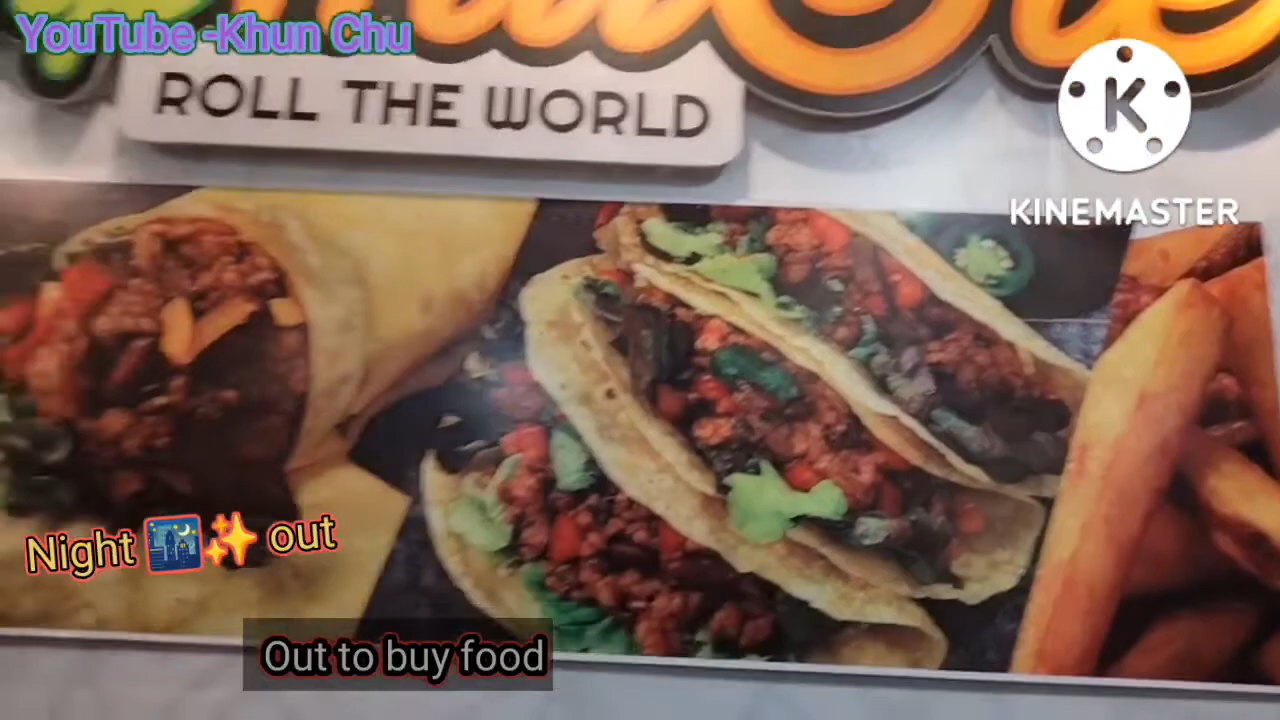 YouTube-Khun Chu
ROLL THE WORLD
K
KINEMASTER
Night 🌃✨ out
Out to buy food